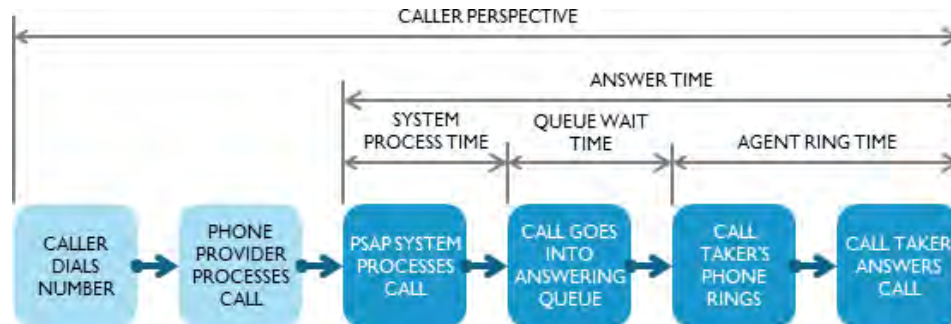 CALLER PERSPECTIVE
ANSWER TIME
SYSTEM
PROCESS TIME
QUEUE WAIT
TIME
AGENT RING TIME
CALLER
DIALS
NUMBER
PHONE
PROVIDER
PROCESSES
CALL
PSAP SYSTEM
PROCESSES
CALL
CALL GOES
INTO
ANSWERING
QUEUE
CALL
TAKER'S
PHONE
RINGS
CALL TAKER
ANSWERS
CALL